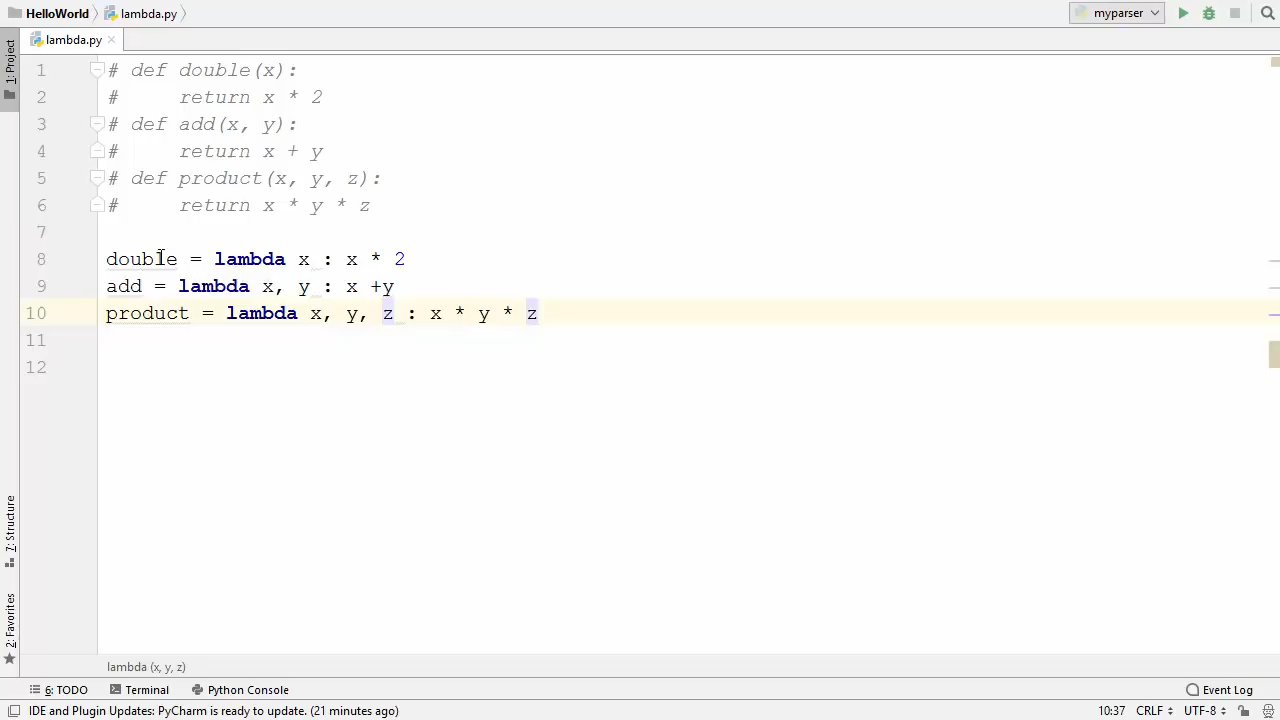 HelloWorld lambda.py myparser
lambda.py
1: Project
1 # def double(x):
2 #     return x * 2
3 # def add(x, y):
4 #     return x + y
5 # def product(x, y, z):
6 #     return x * y * z
7
8 double = lambda x : x * 2
9 add = lambda x, y : x +y
10 product = lambda x, y, z : x * y * z
11
12
7: Structure
2: Favorites
lambda (x, y, z)
6: TODO Terminal Python Console Event Log
IDE and Plugin Updates: PyCharm is ready to update. (21 minutes ago) 10:37 CRLF UTF-8